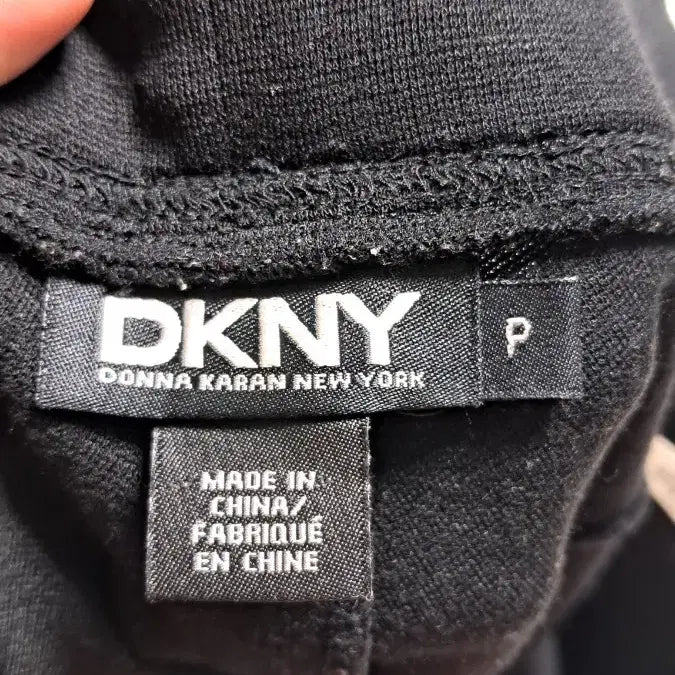 DKNY
DONNA KARAN NEW YORK
P
MADE IN
CHINA/
FABRIQUÉ
EN CHINE